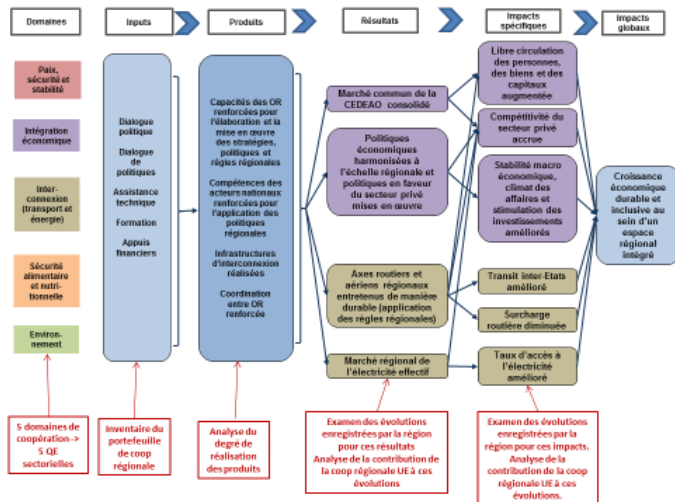 Domaines
Inputs
Produits
Résultats
Impacts
spécifiques
Impacts
globaux
Paix,
sécurité et
stabilité
Intégration
économique
Inter-
connexion
(transport et
énergie)
Sécurité
alimentaire
et nutri-
tionnelle
Environ-
nement
Dialogue
politique
Dialogue
de politiques
Assistance
technique
Formation
Appuis
financiers
Capacités des OR
renforcées pour
l'élaboration et la
mise en œuvre
des stratégies,
politiques et
règles régionales
Compétences des
acteurs nationaux
renforcées pour
l'application des
politiques
régionales
Infrastructures
d'interconnexion
réalisées
Coordination
entre OR
renforcée
Marché commun de la
CEDEAO consolidé
Politiques
économiques
harmonisées à
l'échelle régionale et
politiques en faveur
du secteur privé
mises en œuvre
Axes routiers et
aériens régionaux
entretenus de manière
durable (application
des règles régionales)
Marché régional de
l'électricité effectif
Libre circulation
des personnes,
des biens et des
capitaux
augmentée
Compétitivité du
secteur privé
accrue
Stabilité macro
économique,
climat des
affaires et
stimulation des
investissements
améliorés
Transit inter-Etats
amélioré
Surcharge
routière diminuée
Taux d'accès à
l'électricité
amélioré
Croissance
économique
durable et
inclusive au
sein d'un
espace
régional
intégré
5 domaines de
coopération ->
5 QE
sectorielles
Inventaire du
portefeuille de
coop
régionale
Analyse du
degré de
réalisation
des produits
Examen des évolutions
enregistrées par la région
pour ces résultats
Analyse de la contribution
de la coop régionale UE à ces
évolutions
Examen des évolutions
enregistrées par la
région pour ces impacts.
Analyse de la
contribution de la coop
régionale UE à ces
évolutions.